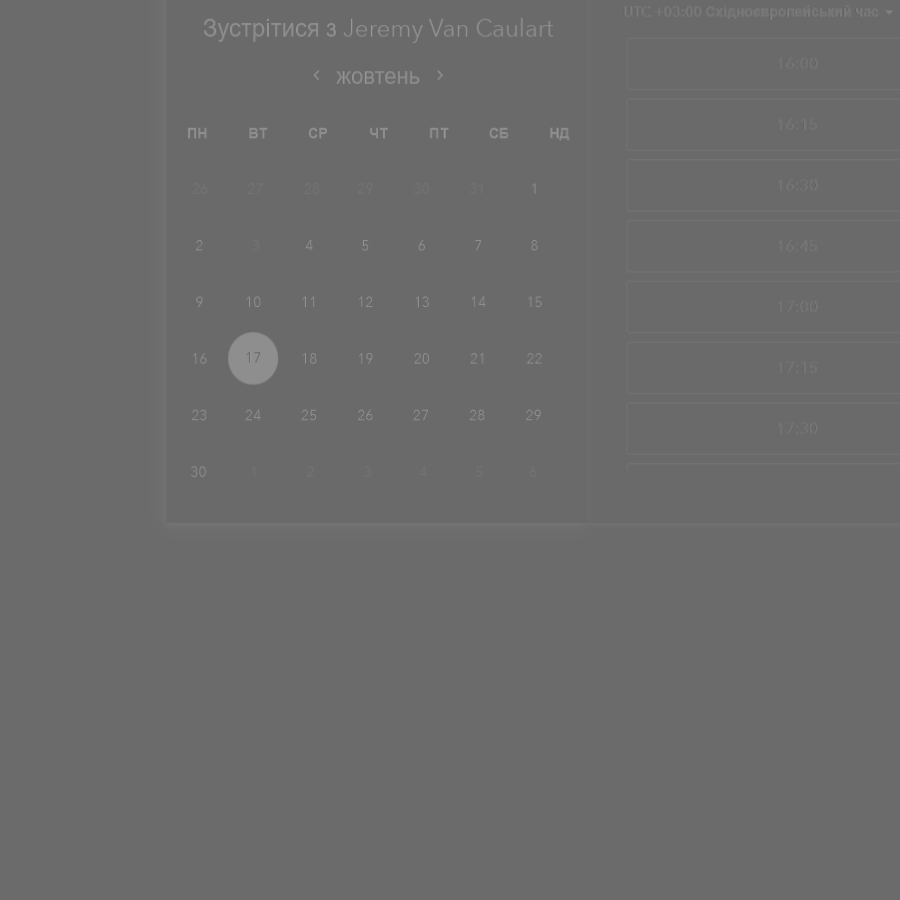 Зустрітися з Jeremy Van Caulart
жовтень
ПН ВТ СР ЧТ ПТ СБ НД
26 27 28 29 30 31 1
2 3 4 5 6 7 8
9 10 11 12 13 14 15
16 17 18 19 20 21 22
23 24 25 26 27 28 29
30 1 2 3 4 5 6
UTC +03:00 Східноєвропейський час
16:00
16:15
16:30
16:45
17:00
17:15
17:30